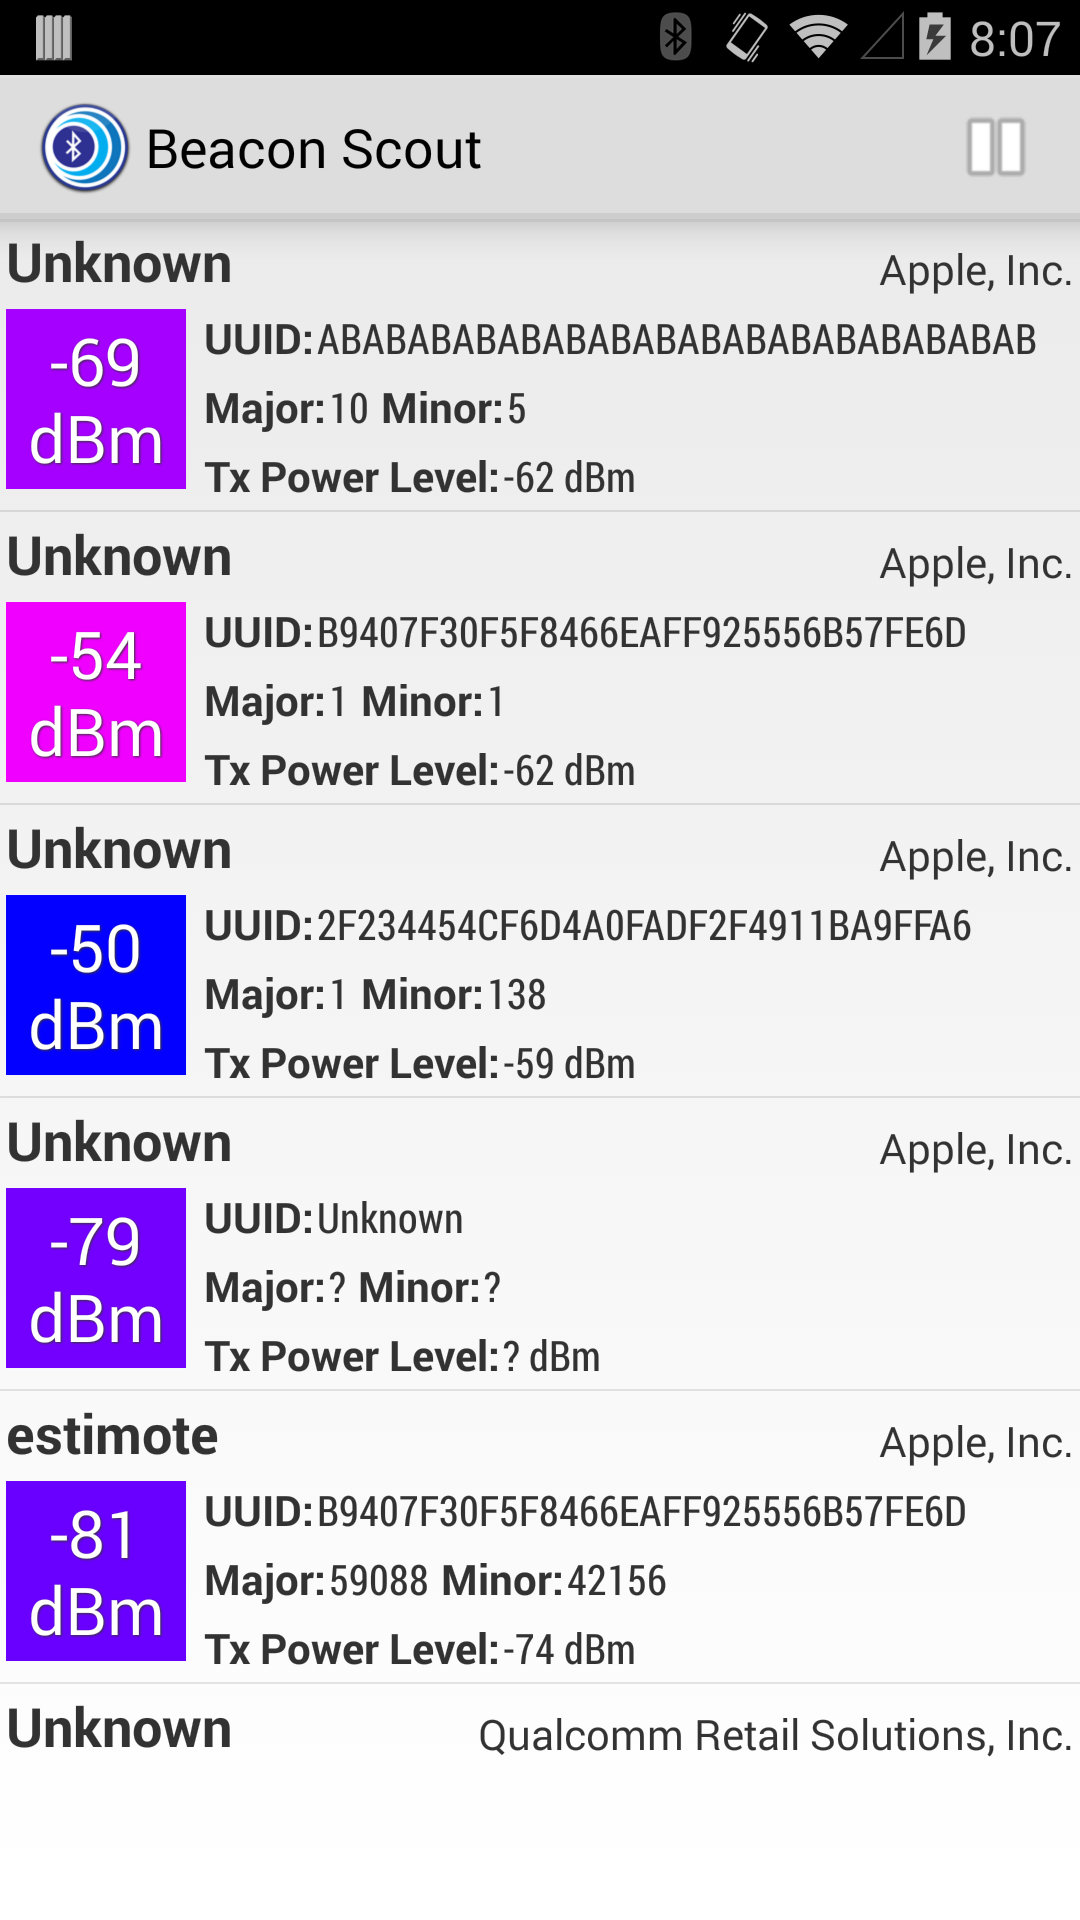 8:07
Beacon Scout
Unknown Apple, Inc.
-69 dBm
UUID:ABABABABABABABABABABABABABABABAB
Major:10 Minor:5
Tx Power Level:-62 dBm
Unknown Apple, Inc.
-54 dBm
UUID:B9407F30F5F8466EAFF925556B57FE6D
Major:1 Minor:1
Tx Power Level:-62 dBm
Unknown Apple, Inc.
-50 dBm
UUID:2F234454CF6D4A0FADF2F4911BA9FFA6
Major:1 Minor:138
Tx Power Level:-59 dBm
Unknown Apple, Inc.
-79 dBm
UUID:Unknown
Major:? Minor:?
Tx Power Level:? dBm
estimote Apple, Inc.
-81 dBm
UUID:B9407F30F5F8466EAFF925556B57FE6D
Major:59088 Minor:42156
Tx Power Level:-74 dBm
Unknown Qualcomm Retail Solutions, Inc.